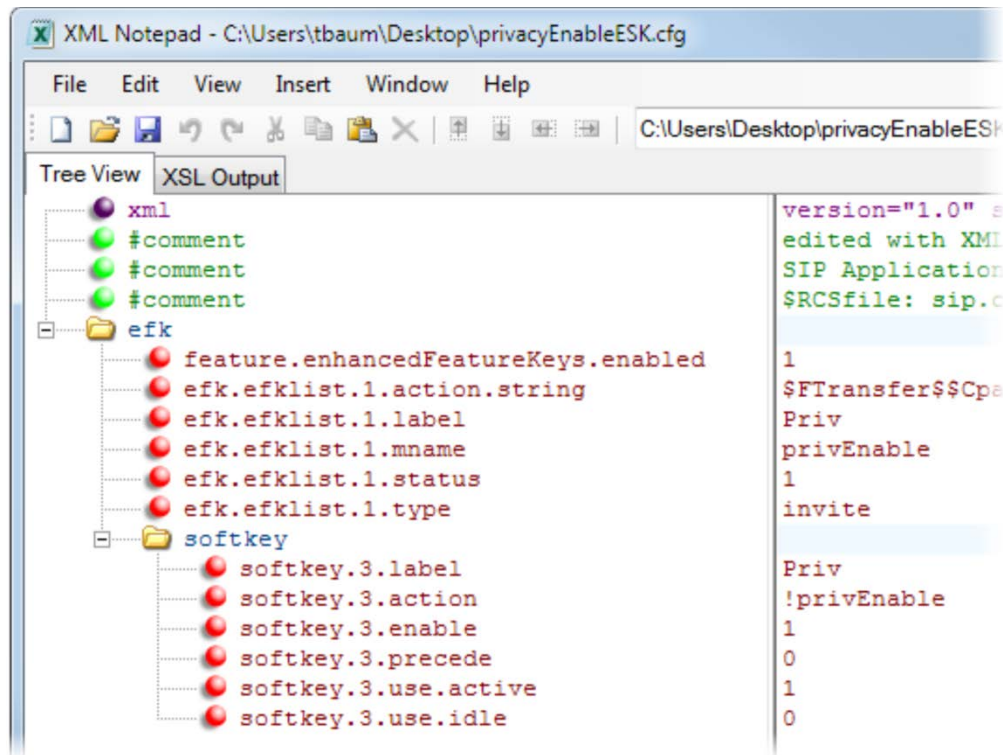 XML Notepad - C:\Users\tbaum\Desktop\privacyEnableESK.cfg
File Edit View Insert Window Help
C:\Users\Desktop\privacyEnableESK
Tree View XSL Output
xml version="1.0"
#comment edited with XML
#comment SIP Application
#comment $RCSfile: sip.c
efk
feature.enhancedFeatureKeys.enabled 1
efk.efklist.1.action.string $FTransfer$$Cpa
efk.efklist.1.label Priv
efk.efklist.1.mname privEnable
efk.efklist.1.status 1
efk.efklist.1.type invite
softkey
softkey.3.label Priv
softkey.3.action !privEnable
softkey.3.enable 1
softkey.3.precede 0
softkey.3.use.active 1
softkey.3.use.idle 0